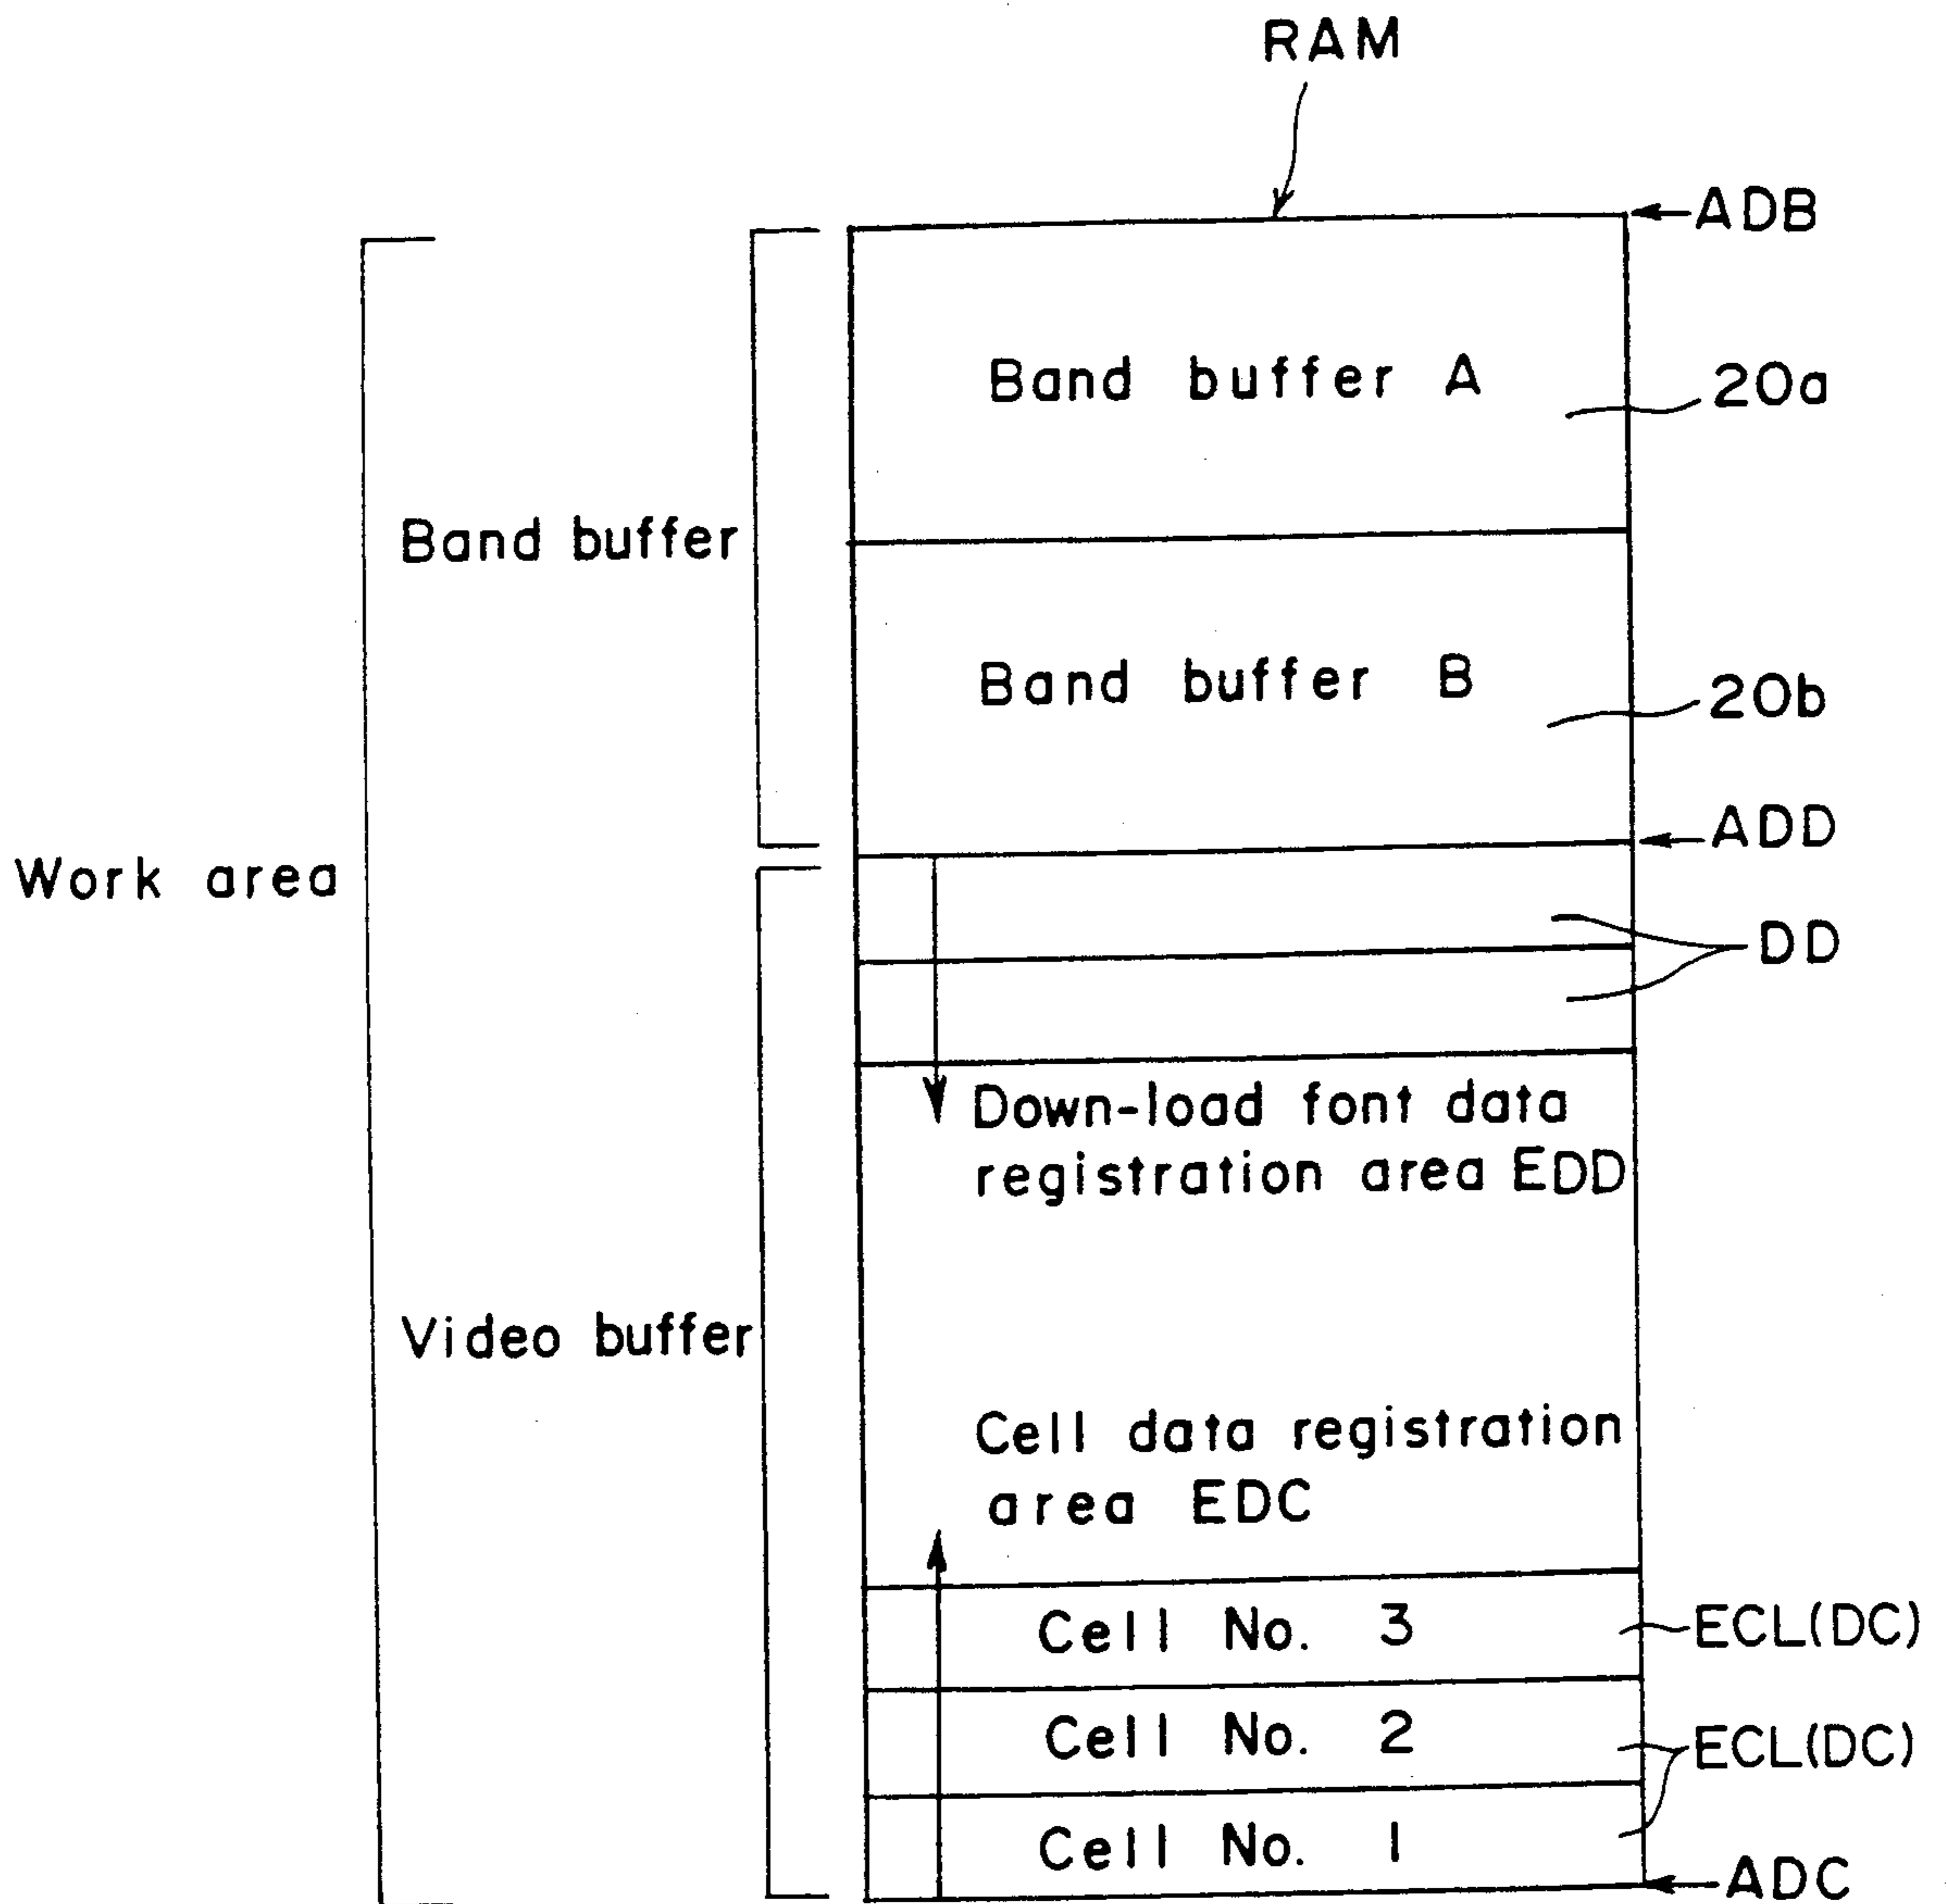 RAM
ADB
Band buffer A
20a
Band buffer
Band buffer B
20b
ADD
Work area
DD
Down-load font data
registration area EDD
Video buffer
Cell data registration
area EDC
Cell No. 3
ECL(DC)
Cell No. 2
ECL(DC)
Cell No. 1
ADC